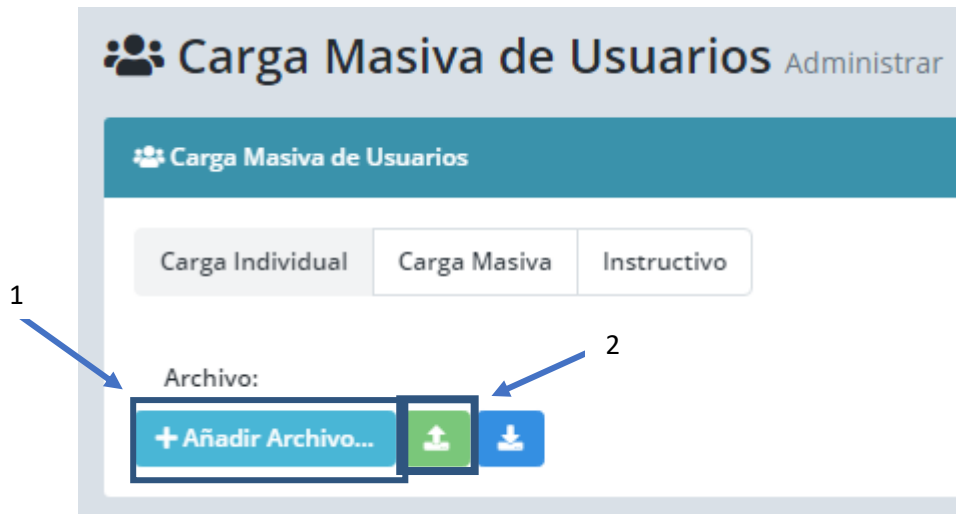 Carga Masiva de Usuarios Administrar
Carga Masiva de Usuarios
Carga Individual Carga Masiva Instructivo
1
2
Archivo:
+ Añadir Archivo...